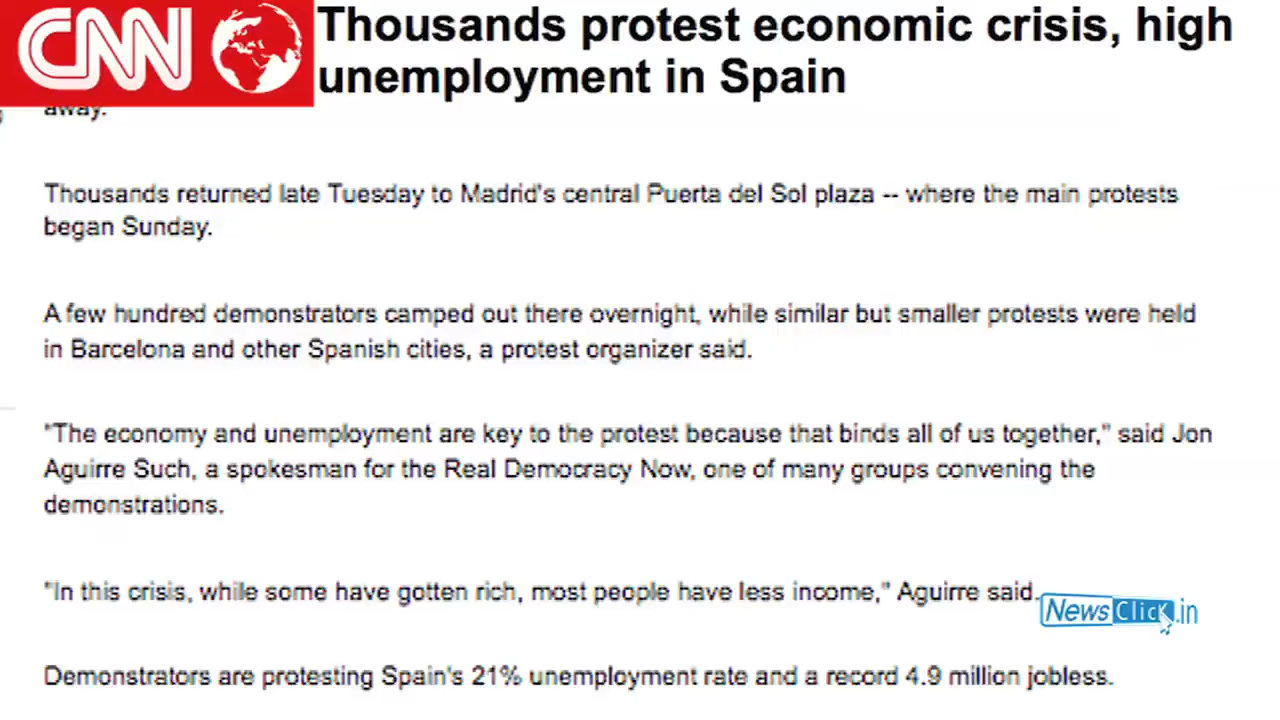 CNN
Thousands protest economic crisis, high
unemployment in Spain
away.
Thousands returned late Tuesday to Madrid's central Puerta del Sol plaza -- where the main protests
began Sunday.
A few hundred demonstrators camped out there overnight, while similar but smaller protests were held
in Barcelona and other Spanish cities, a protest organizer said.
"The economy and unemployment are key to the protest because that binds all of us together," said Jon
Aguirre Such, a spokesman for the Real Democracy Now, one of many groups convening the
demonstrations.
"In this crisis, while some have gotten rich, most people have less income," Aguirre said.
NewsClick.in
Demonstrators are protesting Spain's 21% unemployment rate and a record 4.9 million jobless.